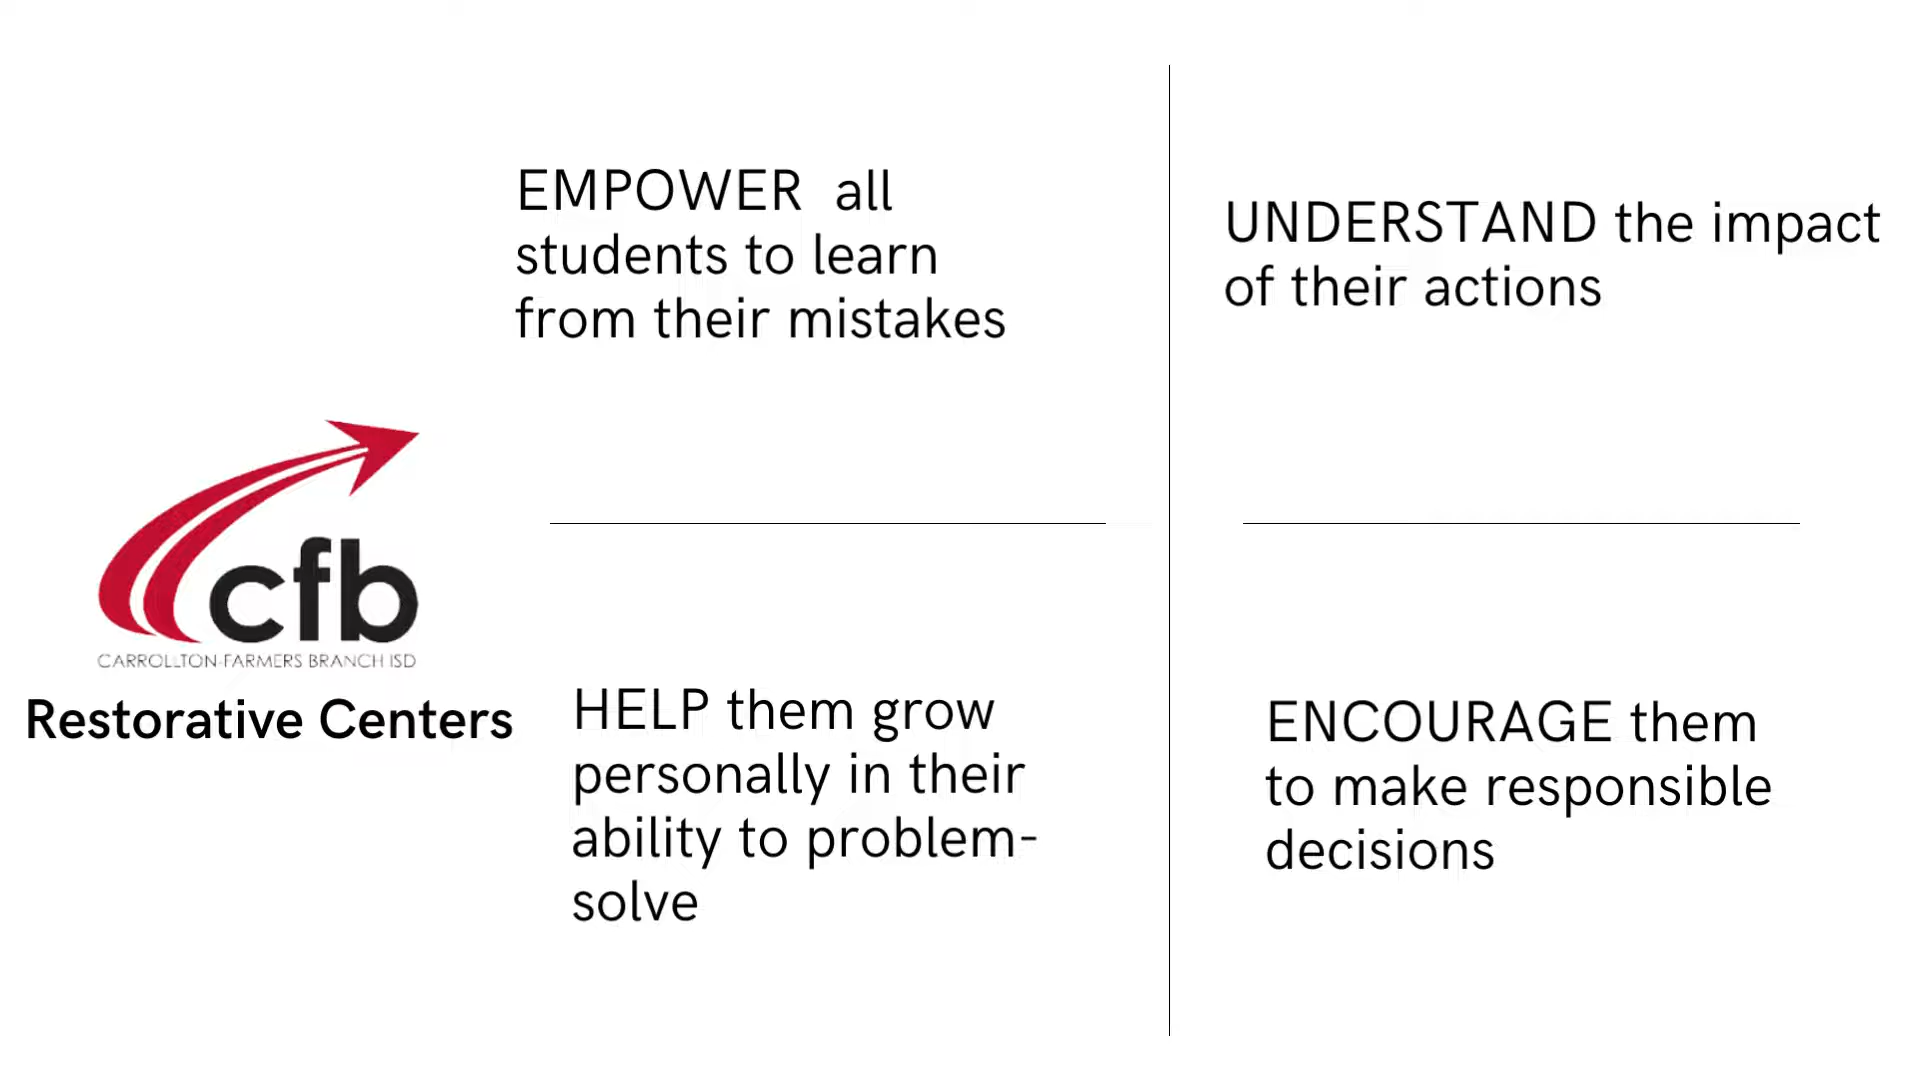 EMPOWER all
students to learn
from their mistakes
UNDERSTAND the impact
of their actions
cfb
CARROLLTON-FARMERS BRANCH ISD
Restorative Centers
HELP them grow
personally in their
ability to problem-
solve
ENCOURAGE them
to make responsible
decisions